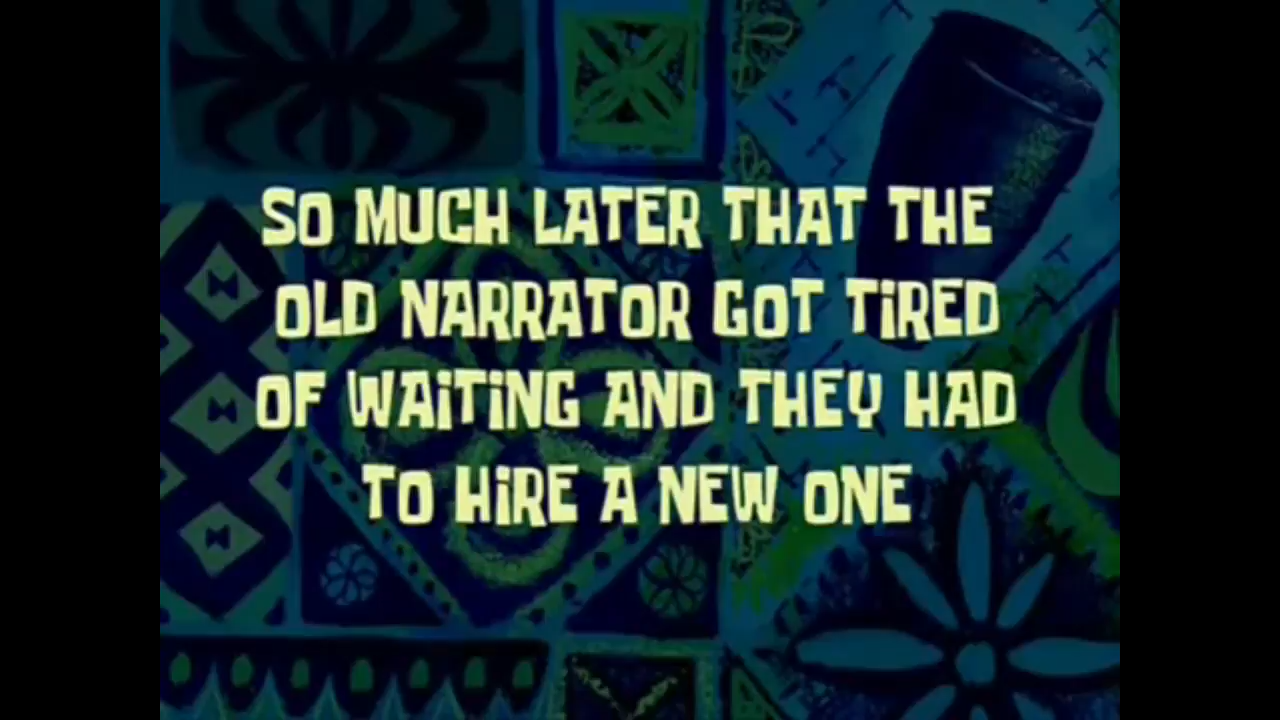 SO MUCH LATER THAT THE
OLD NARRATOR GOT TIRED
OF WAITING AND THEY HAD
TO HIRE A NEW ONE